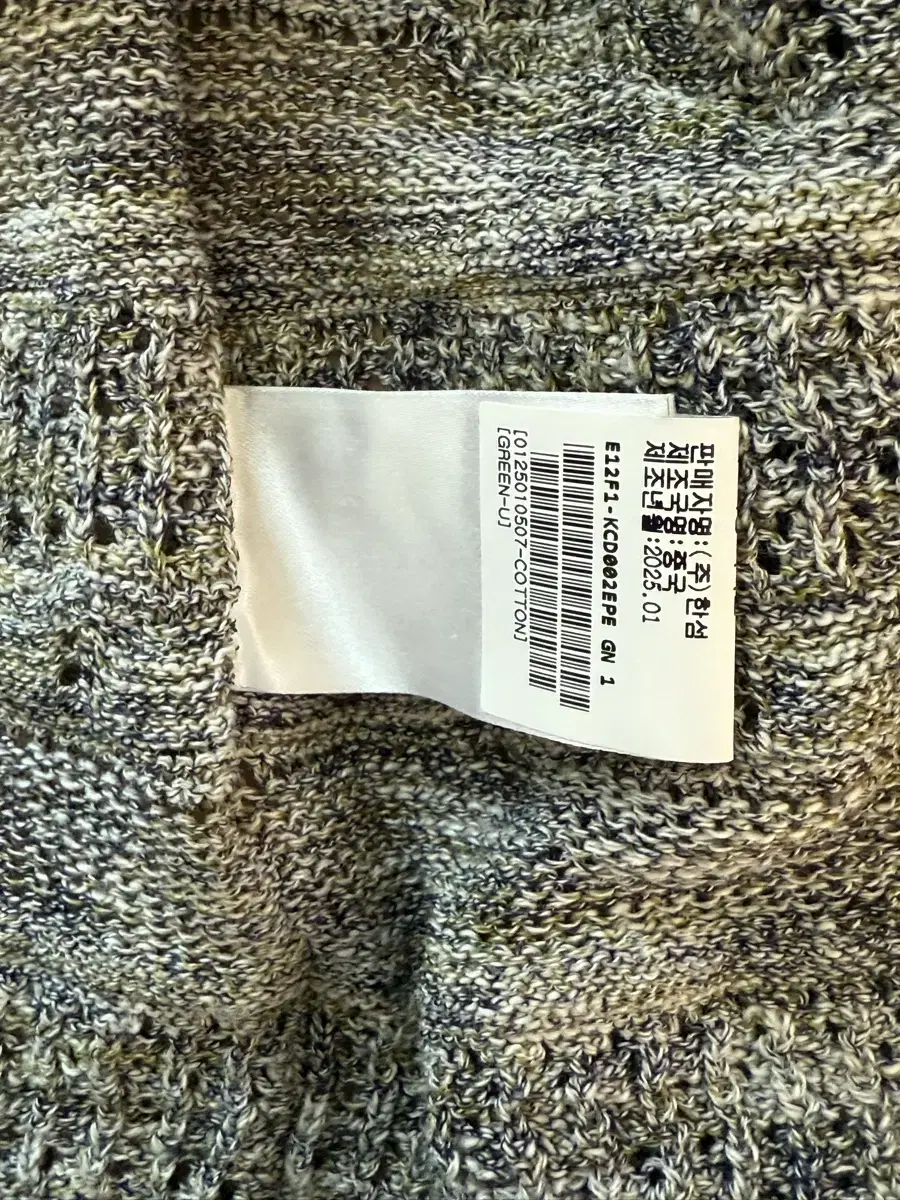 판매자명:(주)한섬
제조국명:중국
제조년월:2025.01
E12F1-KCD002EPE GN 1
[0125010507-COTTON]
[GREEN-U]